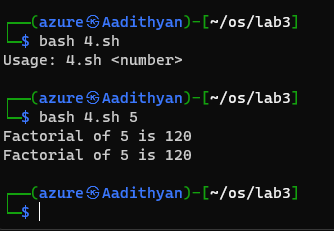 ┌──(azure㉿Aadithyan)-[~/os/lab3]
└─$ bash 4.sh
Usage: 4.sh <number>
┌──(azure㉿Aadithyan)-[~/os/lab3]
└─$ bash 4.sh 5
Factorial of 5 is 120
Factorial of 5 is 120
┌──(azure㉿Aadithyan)-[~/os/lab3]
└─$